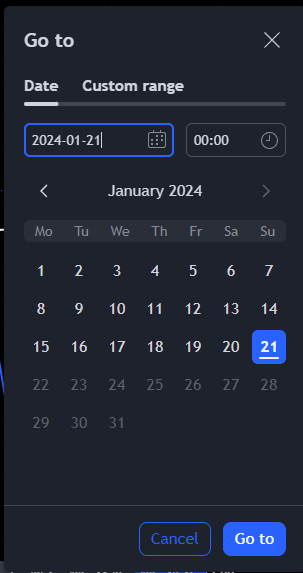 Go to
Date Custom range
2024-01-21 00:00
January 2024
Mo Tu We Th Fr Sa Su
1 2 3 4 5 6 7
8 9 10 11 12 13 14
15 16 17 18 19 20 21
22 23 24 25 26 27 28
29 30 31
Cancel Go to